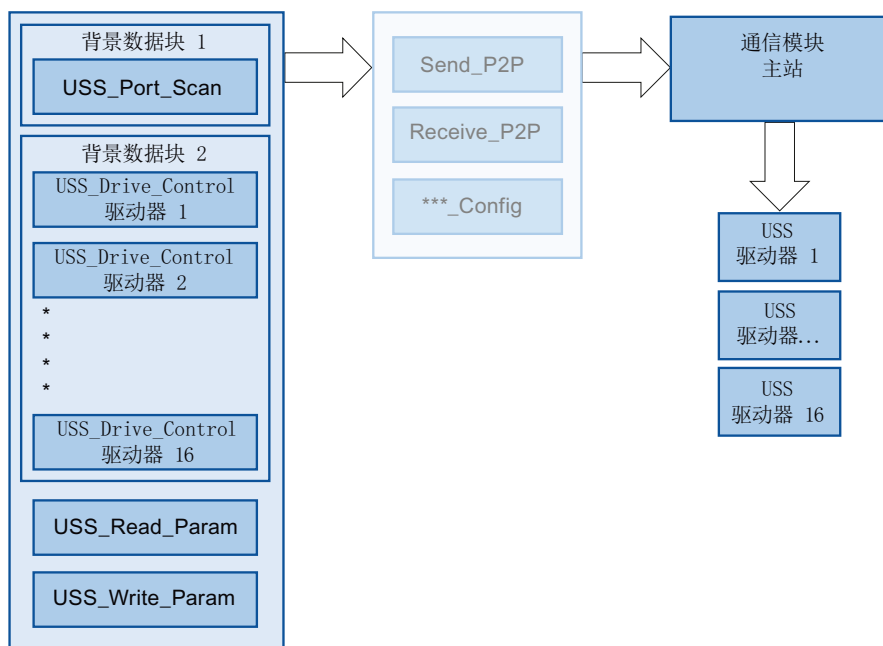 背景数据块 1
USS_Port_Scan
背景数据块 2
USS_Drive_Control
驱动器 1
USS_Drive_Control
驱动器 2
*
*
*
*
USS_Drive_Control
驱动器 16
USS_Read_Param
USS_Write_Param
Send_P2P
Receive_P2P
***_Config
通信模块
主站
USS
驱动器 1
USS
驱动器...
USS
驱动器 16